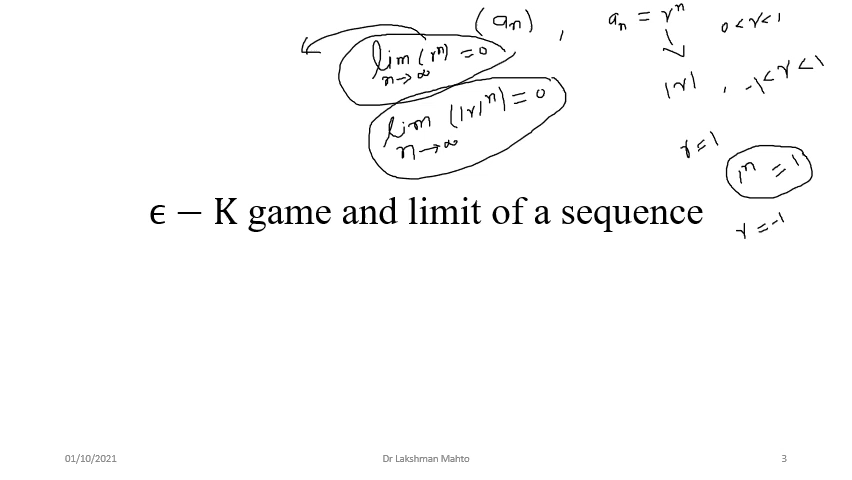 (aₙ) , aₙ = rⁿ 0 < r < 1
lim (rⁿ) = 0
n→∞
|r| , -1 < r < 1
lim (|r|ⁿ) = 0
n→∞
r = 1
1ⁿ = 1
ϵ − K game and limit of a sequence
r = -1
01/10/2021 Dr Lakshman Mahto 3